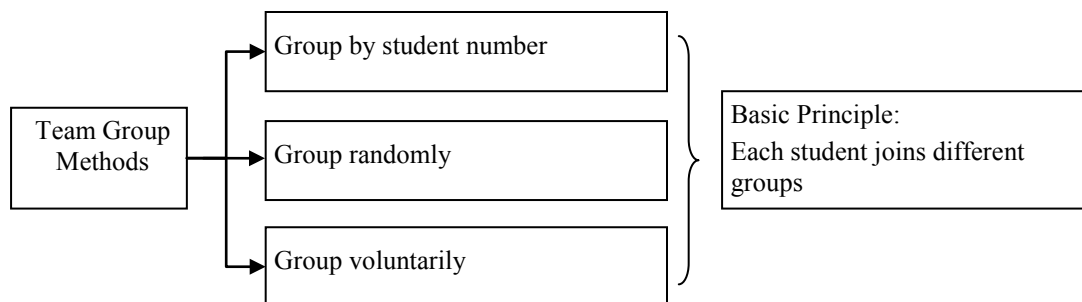 Team Group
Methods
Group by student number
Group randomly
Group voluntarily
Basic Principle:
Each student joins different
groups